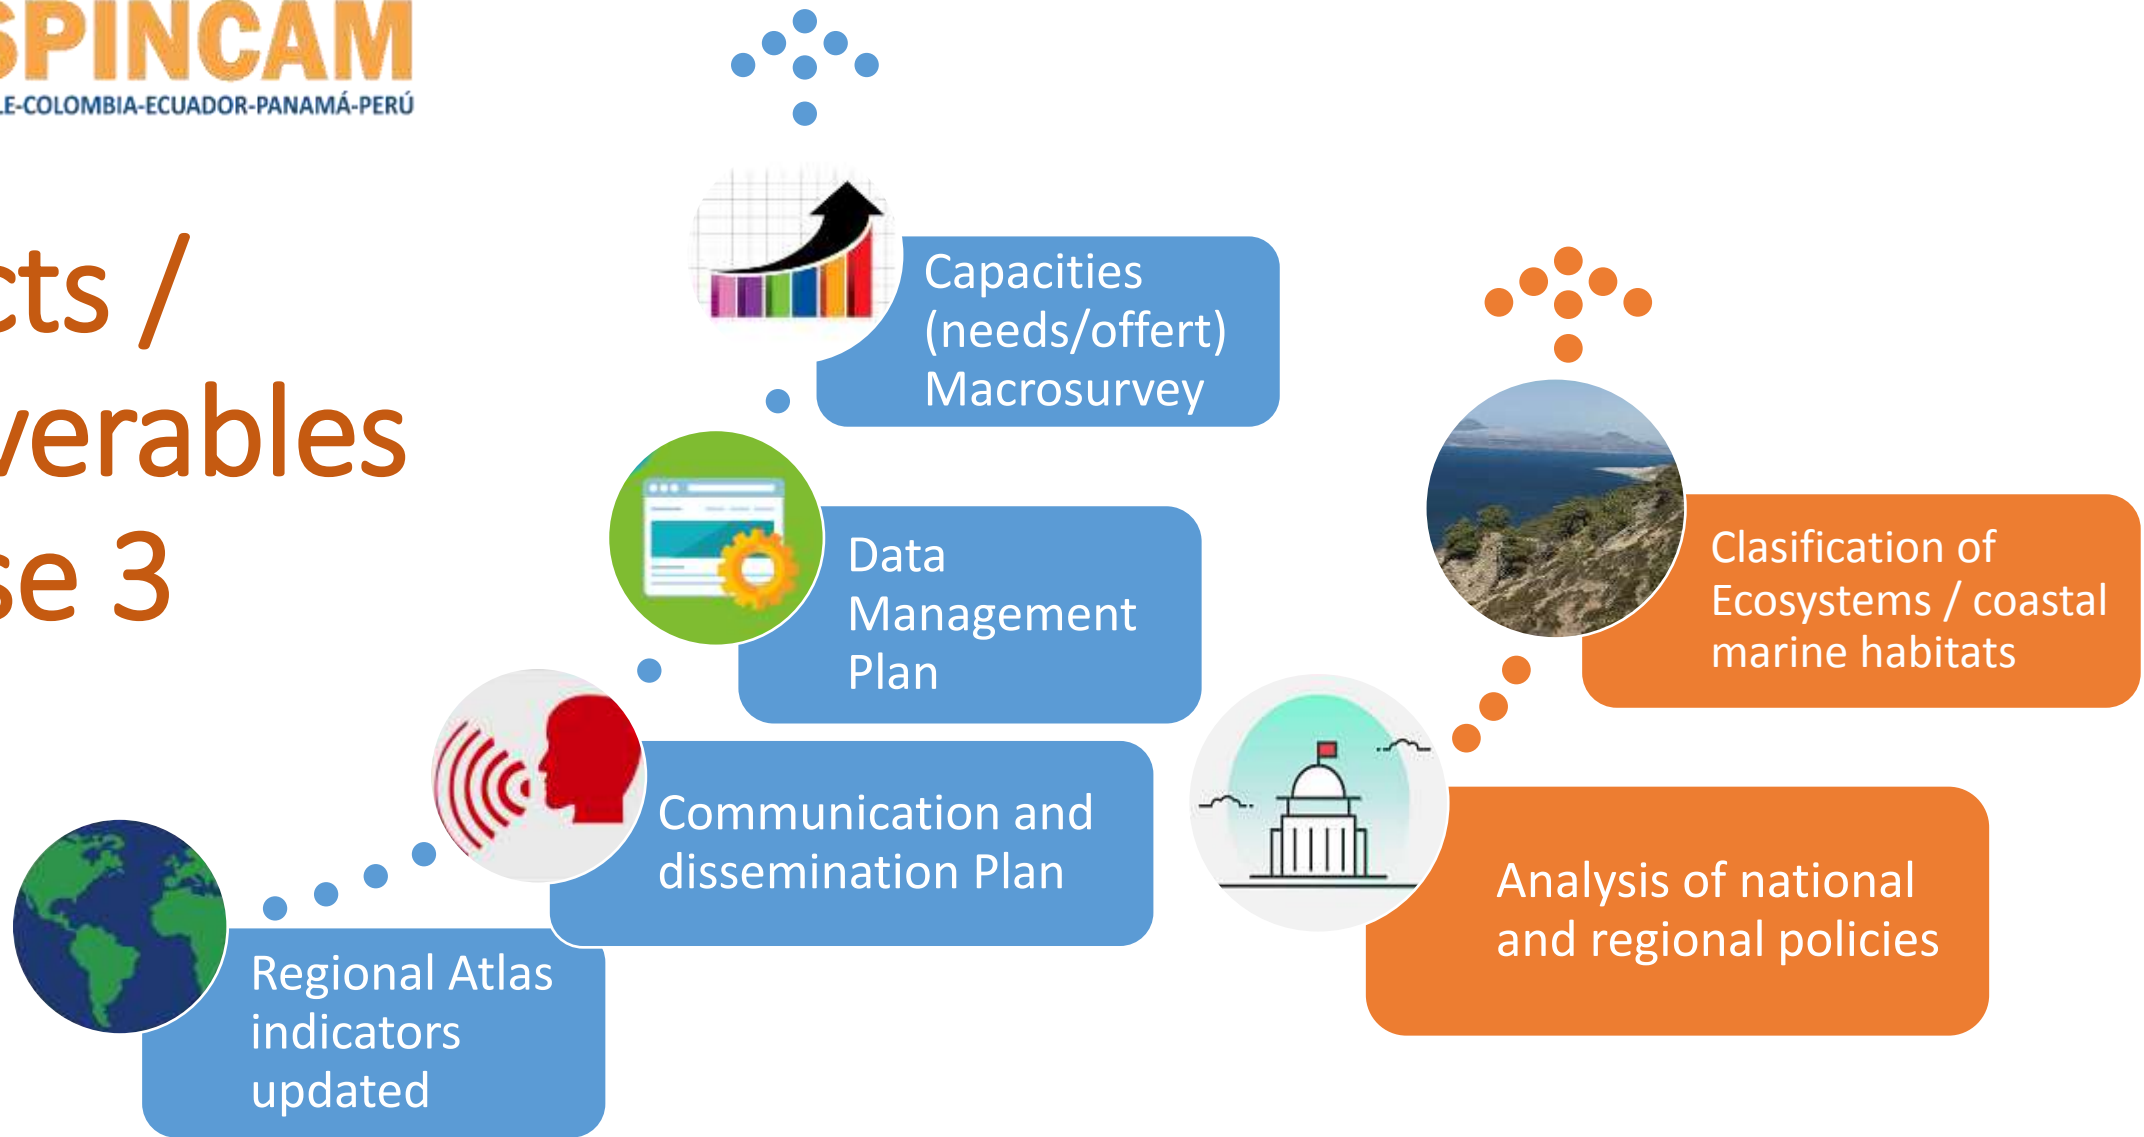 SPINCAM
LE-COLOMBIA-ECUADOR-PANAMÁ-PERÚ
cts /
verables
se 3
Capacities
(needs/offert)
Macrosurvey
Data
Management
Plan
Communication and
dissemination Plan
Regional Atlas
indicators
updated
Clasification of
Ecosystems / coastal
marine habitats
Analysis of national
and regional policies